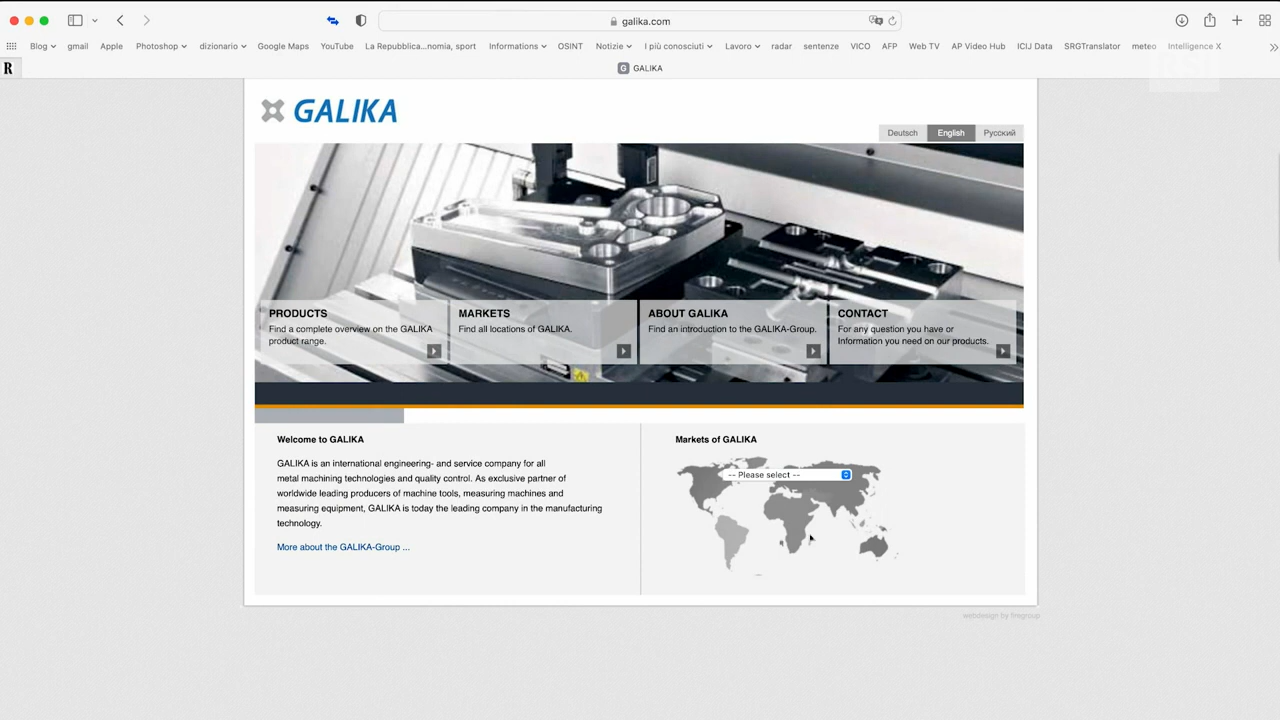 galika.com
Blog gmail Apple Photoshop dizionario Google Maps YouTube La Repubblica...nomia, sport Informations OSINT Notizie I più conosciuti Lavoro radar sentenze VICO AFP Web TV AP Video Hub ICIJ Data SRGTranslator meteo Intelligence X
R
G GALIKA
RSI
GALIKA
Deutsch English Русский
PRODUCTS
Find a complete overview on the GALIKA
product range.
MARKETS
Find all locations of GALIKA.
ABOUT GALIKA
Find an introduction to the GALIKA-Group.
CONTACT
For any question you have or
Information you need on our products.
Welcome to GALIKA
GALIKA is an international engineering- and service company for all
metal machining technologies and quality control. As exclusive partner of
worldwide leading producers of machine tools, measuring machines and
measuring equipment, GALIKA is today the leading company in the manufacturing
technology.
More about the GALIKA-Group ...
Markets of GALIKA
-- Please select --
webdesign by firegroup